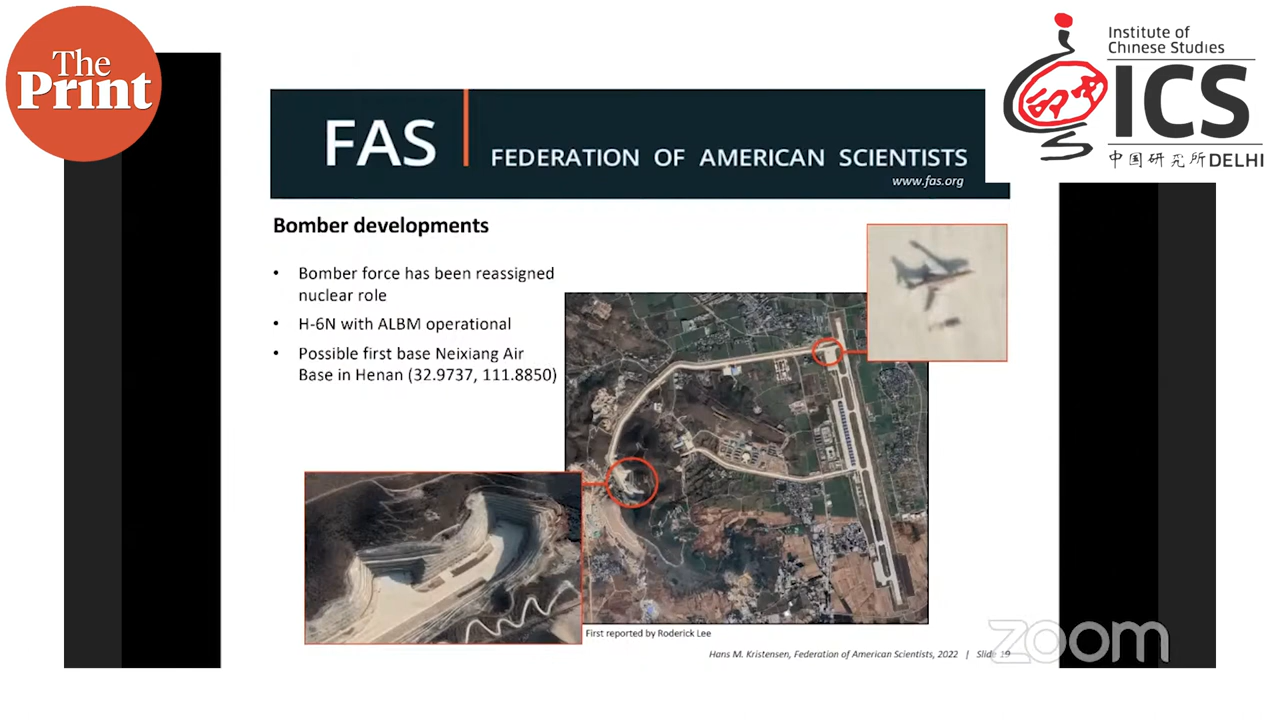 The
Print
Institute of
Chinese Studies
ICS
中国研究所DELHI
FAS
FEDERATION OF AMERICAN SCIENTISTS
www.fas.org
Bomber developments
• Bomber force has been reassigned
nuclear role
• H-6N with ALBM operational
• Possible first base Neixiang Air
Base in Henan (32.9737, 111.8850)
First reported by Roderick Lee
Hans M. Kristensen, Federation of American Scientists, 2022 | Slide 19
zoom